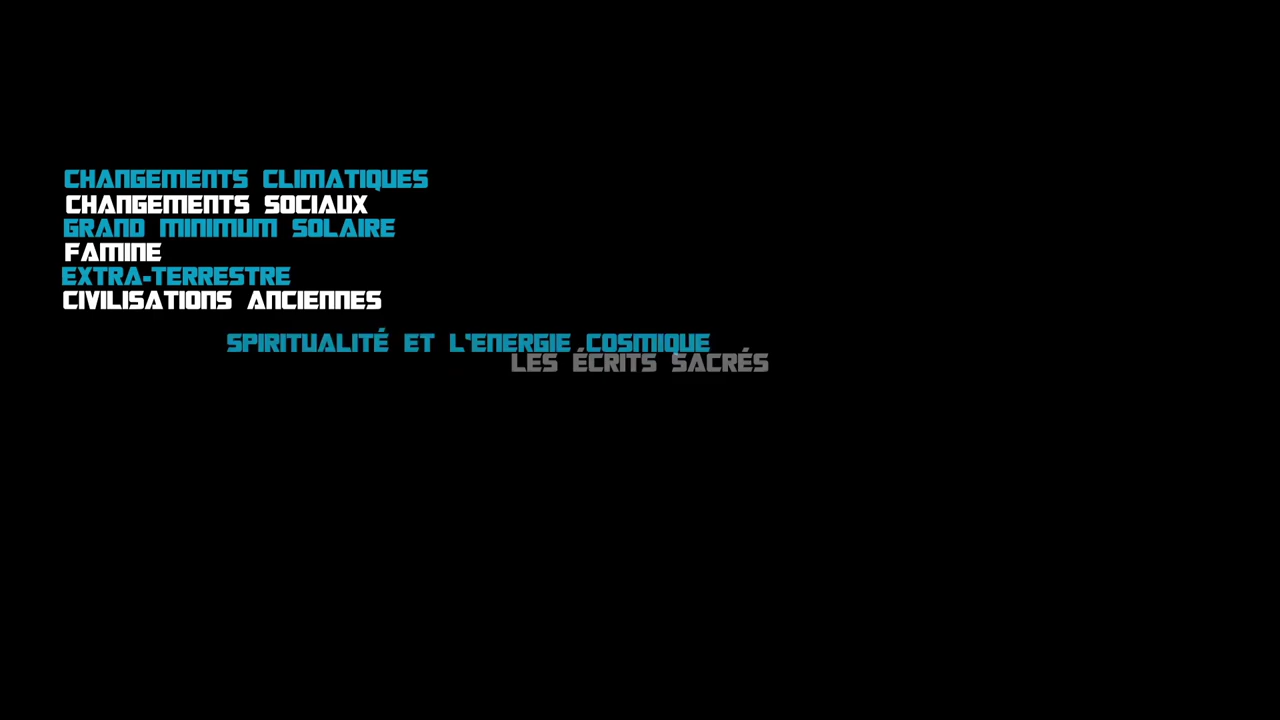 CHANGEMENTS CLIMATIQUES
CHANGEMENTS SOCIAUX
GRAND MINIMUM SOLAIRE
FAMINE
EXTRA-TERRESTRE
CIVILISATIONS ANCIENNES
SPIRITUALITÉ ET L'ENERGIE COSMIQUE
LES ÉCRITS SACRÉS